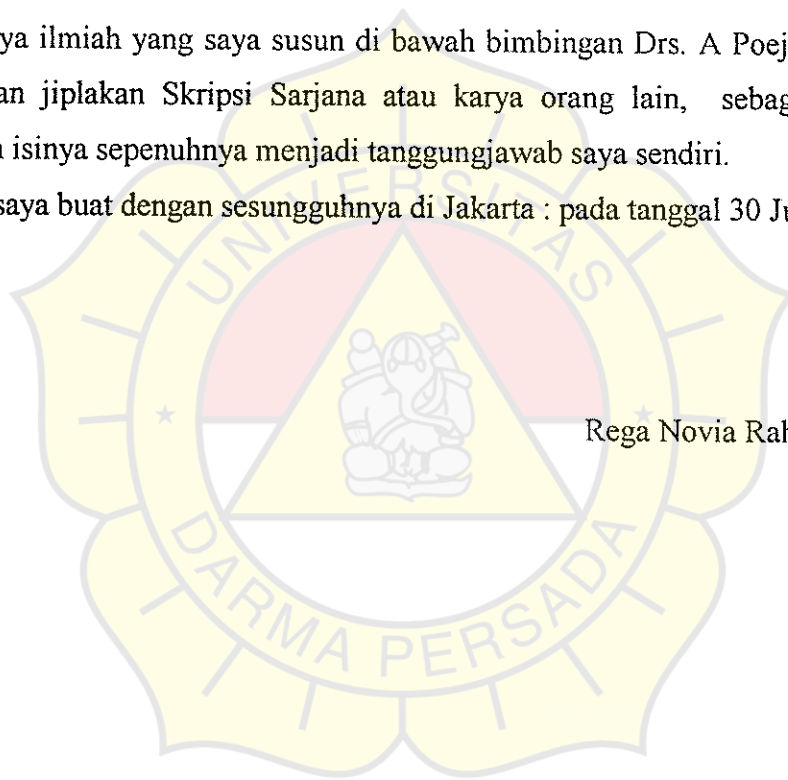 ya ilmiah yang saya susun di bawah bimbingan Drs. A Poej
an jiplakan Skripsi Sarjana atau karya orang lain, sebag
isinya sepenuhnya menjadi tanggungjawab saya sendiri.
saya buat dengan sesungguhnya di Jakarta : pada tanggal 30 Ju
Rega Novia Rah
UNIVERSITAS
DARMA PERSADA